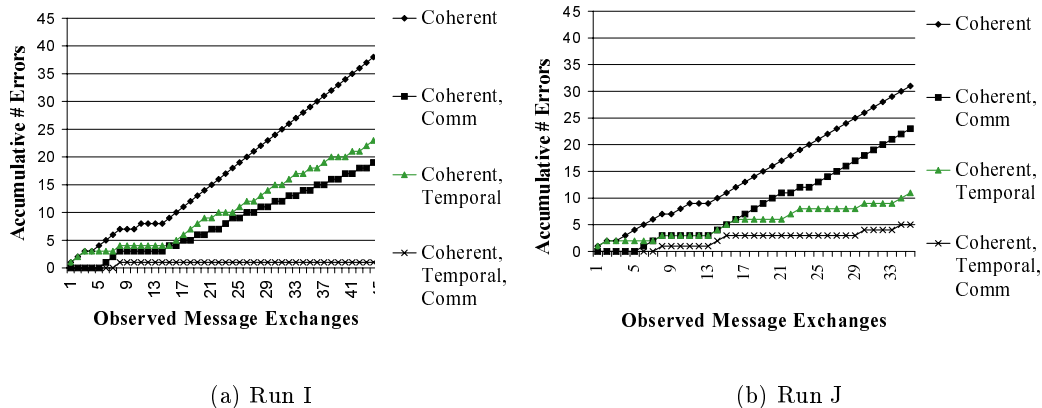 45
40
35
30
25
20
15
10
5
0
Accumulative # Errors
1 5 9 13 17 21 25 29 33 37 41 45
Observed Message Exchanges
Coherent
Coherent,
Comm
Coherent,
Temporal
Coherent,
Temporal,
Comm
(a) Run I
45
40
35
30
25
20
15
10
5
0
Accumulative # Errors
1 5 9 13 17 21 25 29 33
Observed Message Exchanges
Coherent
Coherent,
Comm
Coherent,
Temporal
Coherent,
Temporal,
Comm
(b) Run J